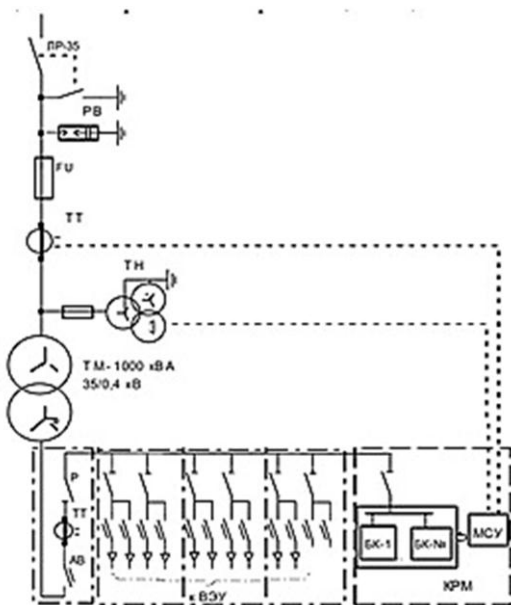 ПР-35
РВ
FU
ТТ
ТН
ТМ-1000 кВА
35/0,4 кВ
Р
ТТ
АВ
к ВЭУ
БК-1
БК-№
МСУ
КРМ